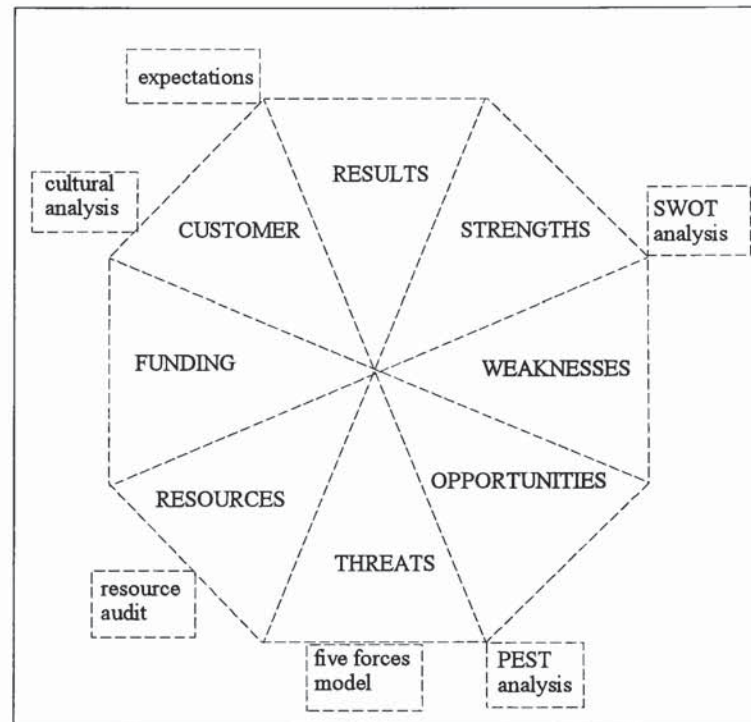 expectations
RESULTS
cultural
analysis
CUSTOMER
STRENGTHS
SWOT
analysis
FUNDING
WEAKNESSES
RESOURCES
OPPORTUNITIES
THREATS
resource
audit
five forces
model
PEST
analysis